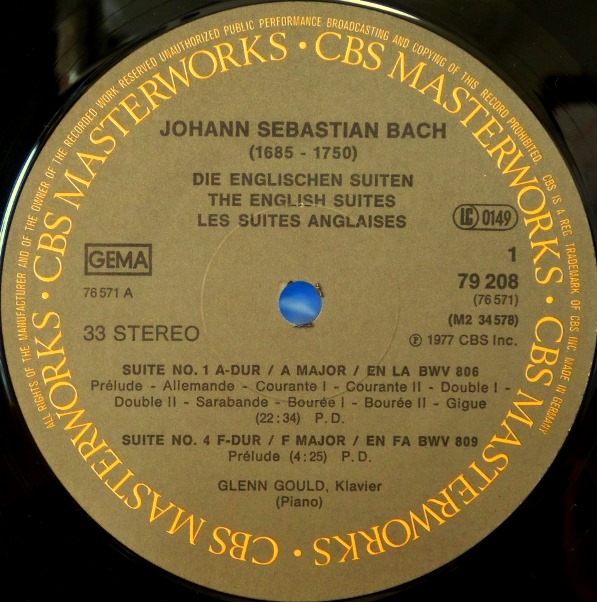 ALL RIGHTS OF THE MANUFACTURER AND OF THE OWNER OF THE RECORDED WORK RESERVED UNAUTHORIZED PUBLIC PERFORMANCE BROADCASTING AND COPYING OF THIS RECORD PROHIBITED. CBS IS A REG. TRADEMARK OF CBS INC. MADE IN GERMANY
CBS MASTERWORKS · CBS MASTERWORKS · CBS MASTERWORKS · CBS MASTERWORKS ·
JOHANN SEBASTIAN BACH
(1685 - 1750)
DIE ENGLISCHEN SUITEN
THE ENGLISH SUITES
LES SUITES ANGLAISES
LC 0149
GEMA
1
76 571 A
79 208
(76 571)
(M2 34 578)
33 STEREO
℗ 1977 CBS Inc.
SUITE NO. 1 A-DUR / A MAJOR / EN LA BWV 806
Prélude - Allemande - Courante I - Courante II - Double I -
Double II - Sarabande - Bourée I - Bourée II - Gigue
(22:34) P.D.
SUITE NO. 4 F-DUR / F MAJOR / EN FA BWV 809
Prélude (4:25) P.D.
GLENN GOULD, Klavier
(Piano)